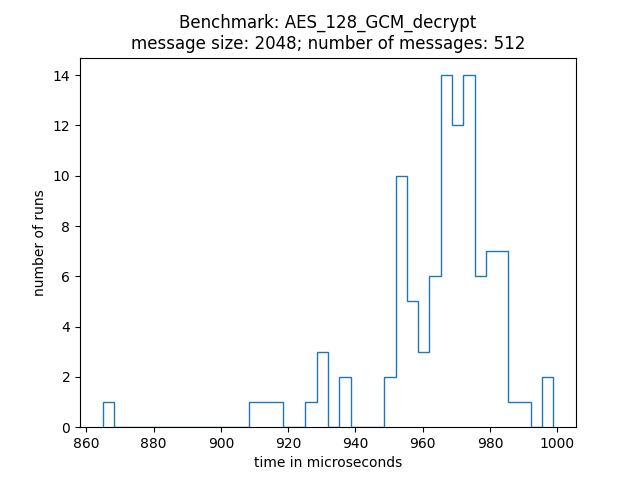 Benchmark: AES_128_GCM_decrypt
message size: 2048; number of messages: 512
14
12
10
8
6
4
2
0
number of runs
860 880 900 920 940 960 980 1000
time in microseconds